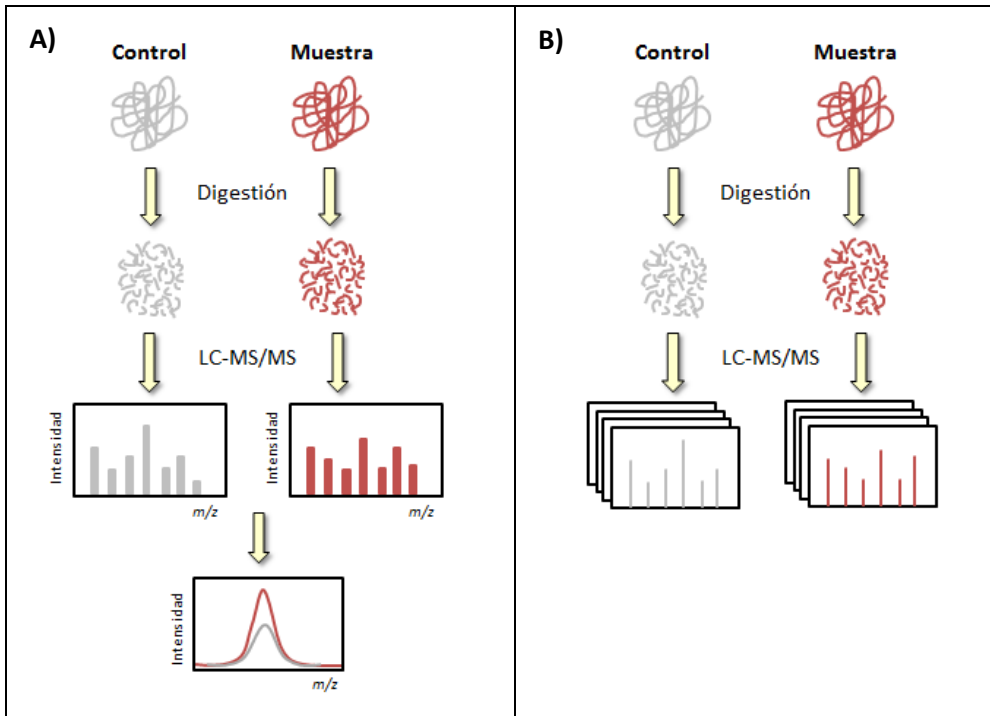 A)
Control Muestra
Digestión
LC-MS/MS
Intensidad
m/z
Intensidad
m/z
Intensidad
m/z
B)
Control Muestra
Digestión
LC-MS/MS